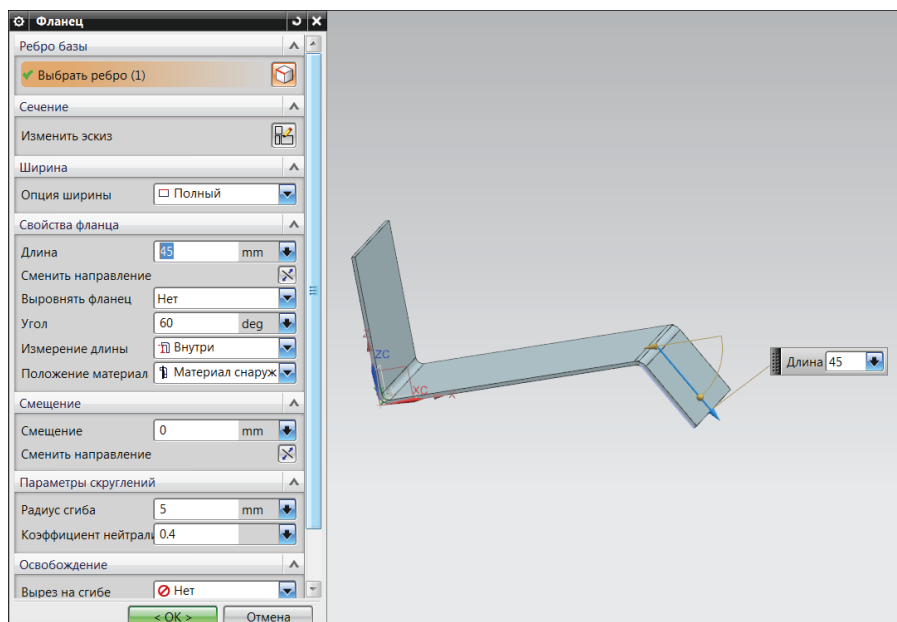 Фланец
Ребро базы
Выбрать ребро (1)
Сечение
Изменить эскиз
Ширина
Опция ширины Полный
Свойства фланца
Длина 45 mm
Сменить направление
Выровнять фланец Нет
Угол 60 deg
Измерение длины Внутри
Положение материал Материал снаруж
Смещение
Смещение 0 mm
Сменить направление
Параметры скруглений
Радиус сгиба 5 mm
Коэффициент нейтрали 0.4
Освобождение
Вырез на сгибе Нет
< OK > Отмена
ZC
XC X
Длина 45